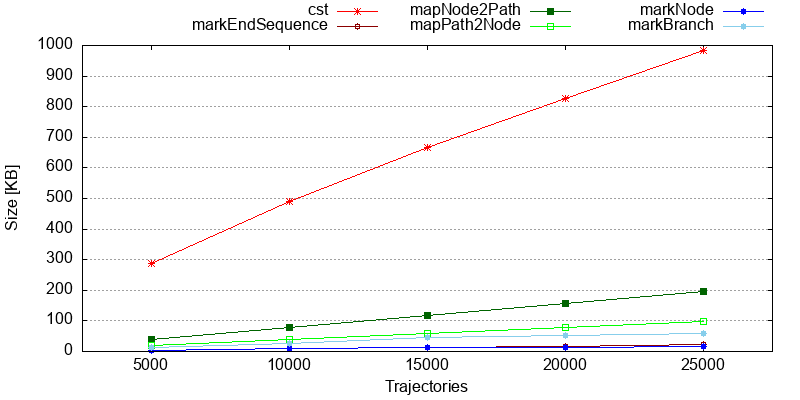 cst mapNode2Path markNode
markEndSequence mapPath2Node markBranch
1000
900
800
700
600
500
400
300
200
100
0
Size [KB]
5000 10000 15000 20000 25000
Trajectories